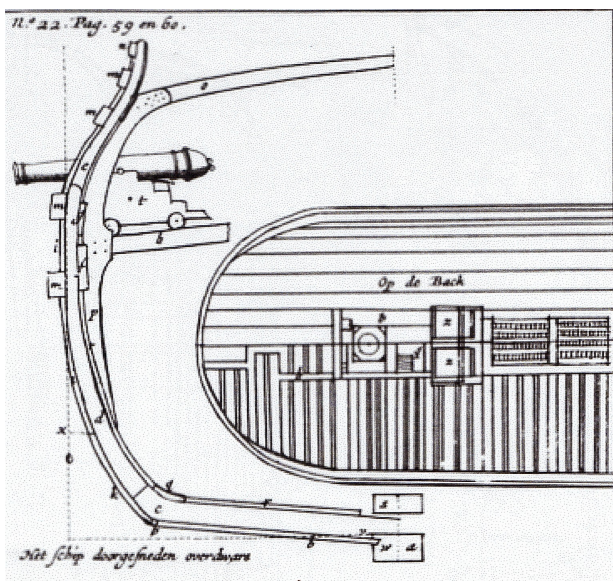 N.º 22. Pag. 59 en 60.
n
m
o
m
e
m
t
i
b
m
Op de Back
p
b
z
d
z
d
x
q
k
r
s
c
p
b
v
w a
Het schip doorgesneden overdwars